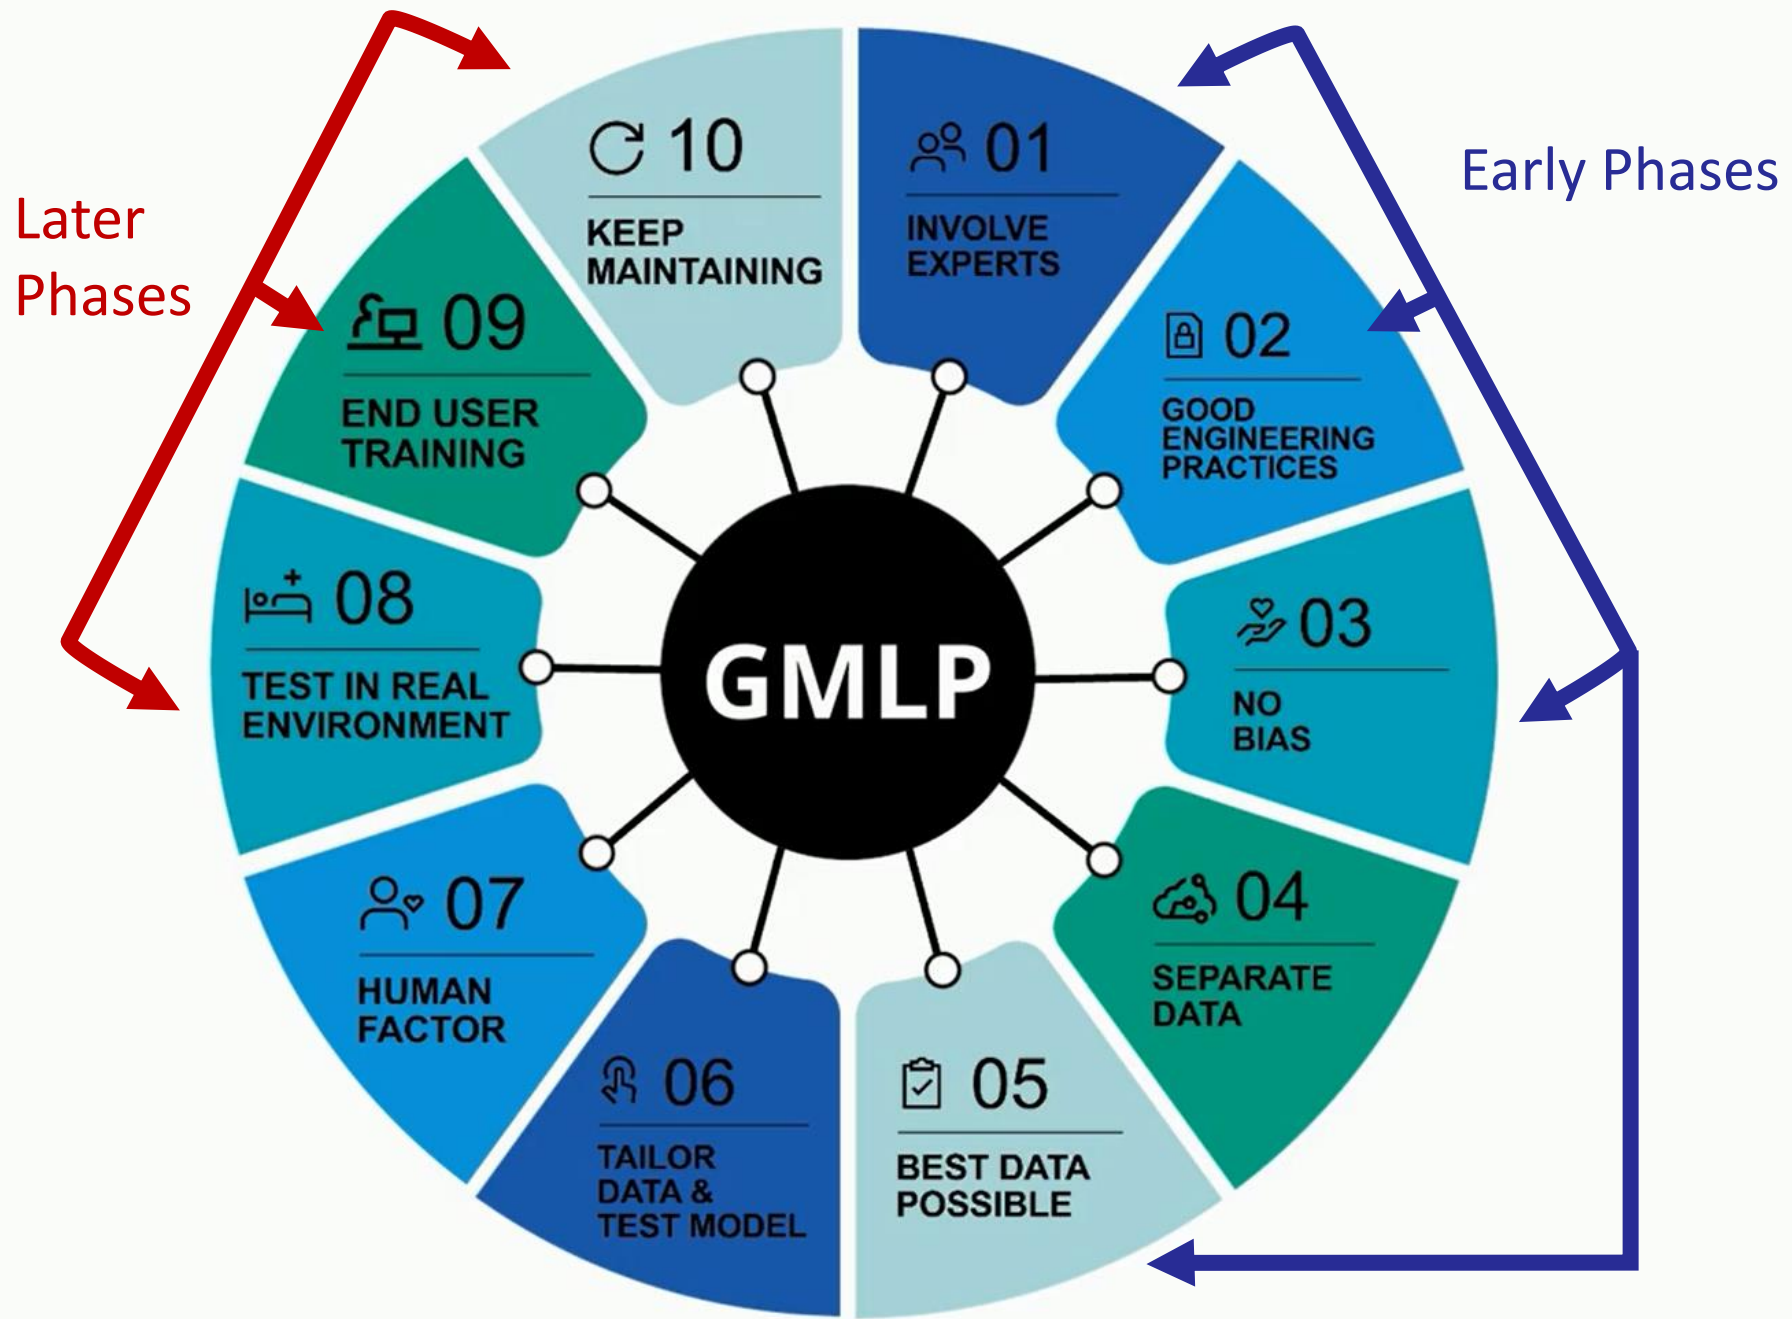 Later
Phases
Early Phases
GMLP
01
INVOLVE
EXPERTS
02
GOOD
ENGINEERING
PRACTICES
03
NO
BIAS
04
SEPARATE
DATA
05
BEST DATA
POSSIBLE
06
TAILOR
DATA &
TEST MODEL
07
HUMAN
FACTOR
08
TEST IN REAL
ENVIRONMENT
09
END USER
TRAINING
10
KEEP
MAINTAINING